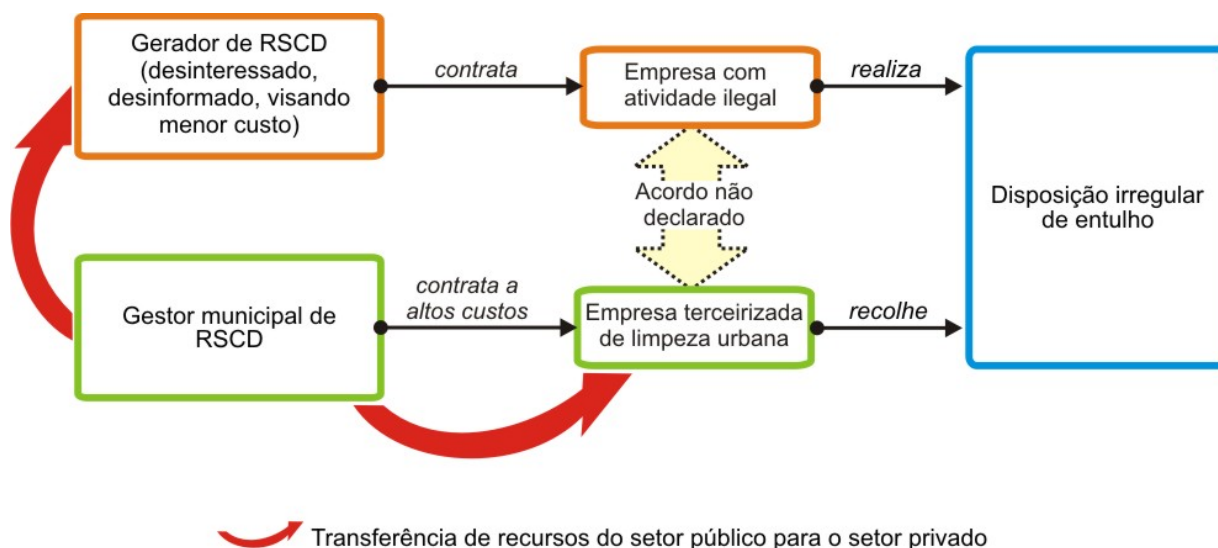 Gerador de RSCD
(desinteressado,
desinformado, visando
menor custo)
contrata
Empresa com
atividade ilegal
realiza
Acordo não
declarado
Disposição irregular
de entulho
Gestor municipal de
RSCD
contrata a
altos custos
Empresa terceirizada
de limpeza urbana
recolhe
Transferência de recursos do setor público para o setor privado